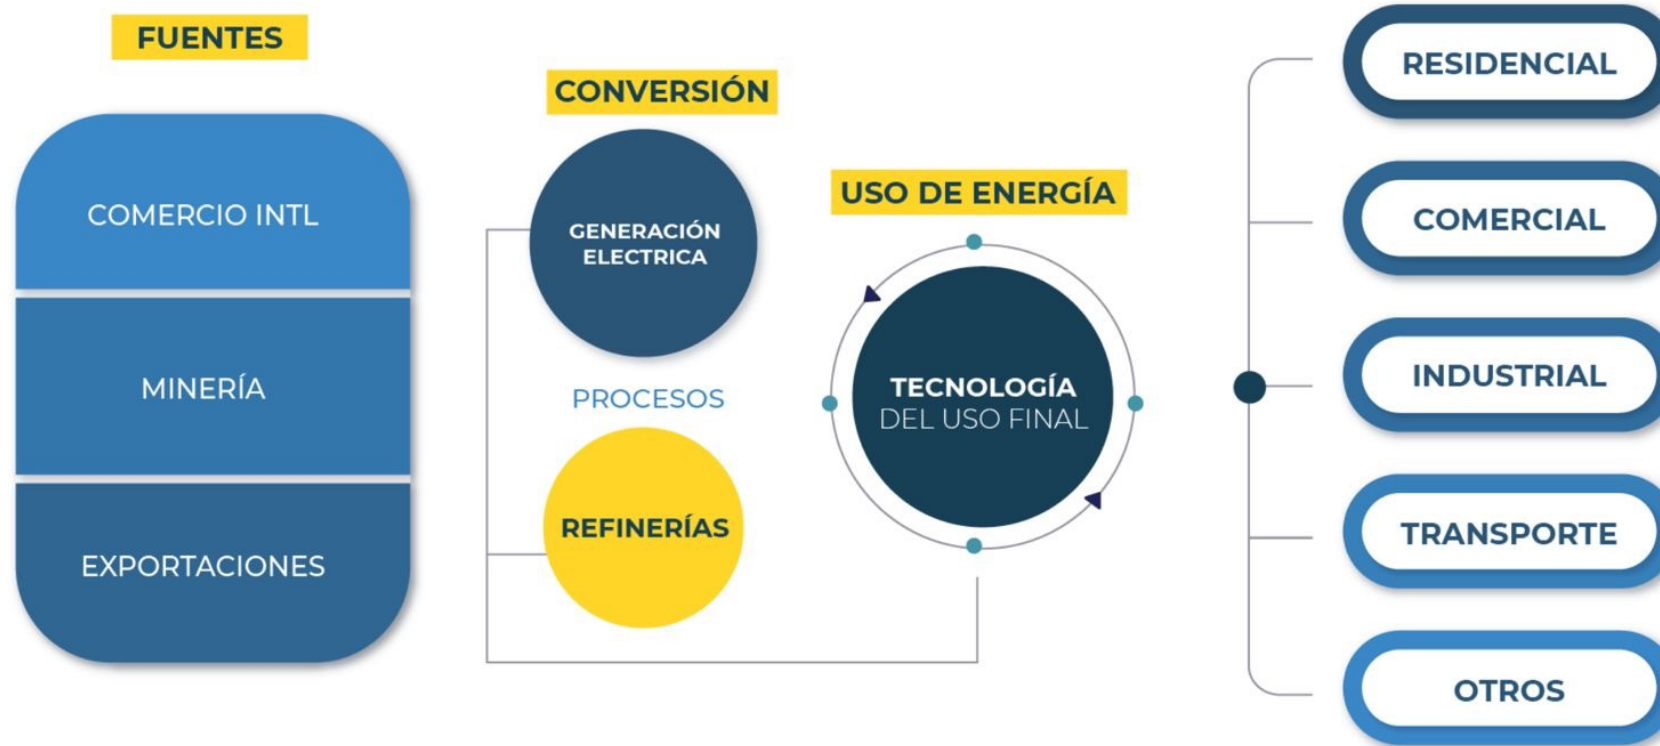 FUENTES
COMERCIO INTL
MINERÍA
EXPORTACIONES
CONVERSIÓN
GENERACIÓN
ELECTRICA
PROCESOS
REFINERÍAS
USO DE ENERGÍA
TECNOLOGÍA
DEL USO FINAL
RESIDENCIAL
COMERCIAL
INDUSTRIAL
TRANSPORTE
OTROS